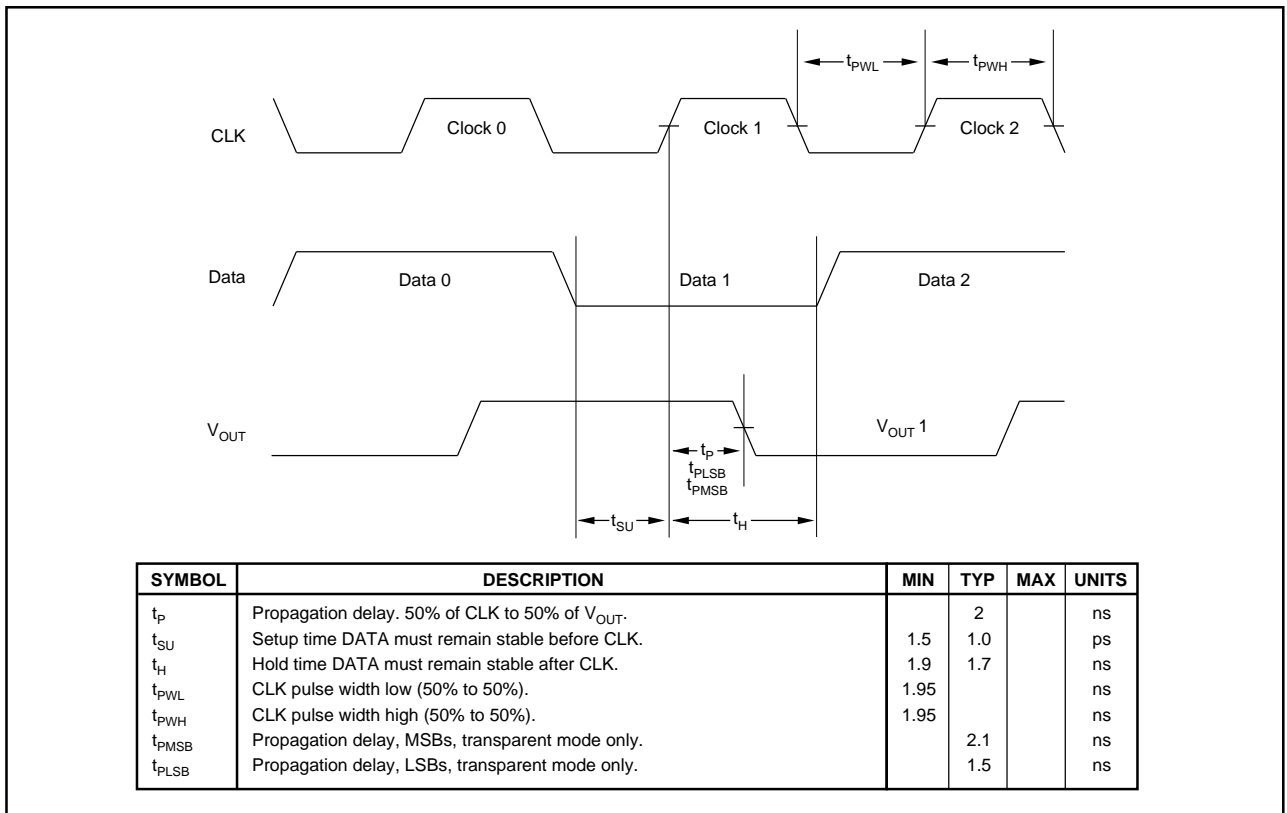 t_PWL t_PWH
CLK Clock 0 Clock 1 Clock 2
Data Data 0 Data 1 Data 2
V_OUT V_OUT 1
t_P
t_PLSB
t_PMSB
t_SU t_H
SYMBOL DESCRIPTION MIN TYP MAX UNITS
t_P Propagation delay. 50% of CLK to 50% of V_OUT. 2 ns
t_SU Setup time DATA must remain stable before CLK. 1.5 1.0 ps
t_H Hold time DATA must remain stable after CLK. 1.9 1.7 ns
t_PWL CLK pulse width low (50% to 50%). 1.95 ns
t_PWH CLK pulse width high (50% to 50%). 1.95 ns
t_PMSB Propagation delay, MSBs, transparent mode only. 2.1 ns
t_PLSB Propagation delay, LSBs, transparent mode only. 1.5 ns